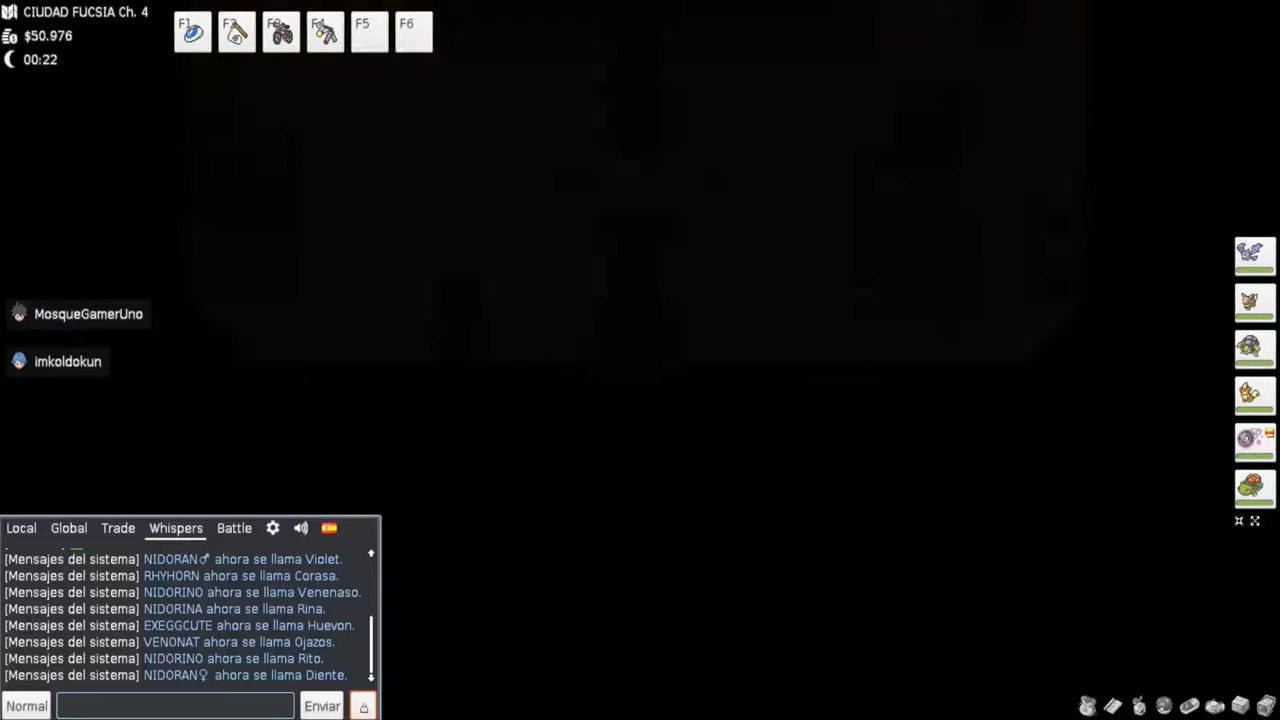 CIUDAD FUCSIA Ch. 4
$50.976
00:22
F1 F2 F3 F4 F5 F6
MosqueGamerUno
imkoldokun
Local Global Trade Whispers Battle
[Mensajes del sistema] NIDORAN♂ ahora se llama Violet.
[Mensajes del sistema] RHYHORN ahora se llama Corasa.
[Mensajes del sistema] NIDORINO ahora se llama Venenaso.
[Mensajes del sistema] NIDORINA ahora se llama Rina.
[Mensajes del sistema] EXEGGCUTE ahora se llama Huevon.
[Mensajes del sistema] VENONAT ahora se llama Ojazos.
[Mensajes del sistema] NIDORINO ahora se llama Rito.
[Mensajes del sistema] NIDORAN♀ ahora se llama Diente.
Normal Enviar